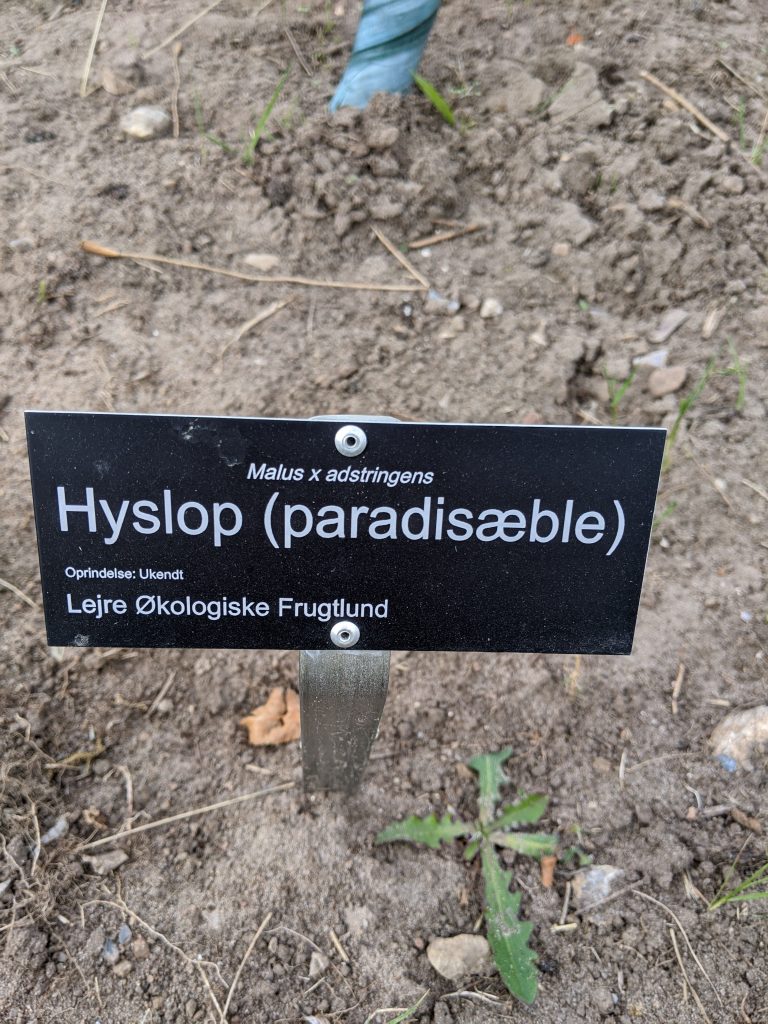 Malus x adstringens
Hyslop (paradisæble)
Oprindelse: Ukendt
Lejre Økologiske Frugtlund